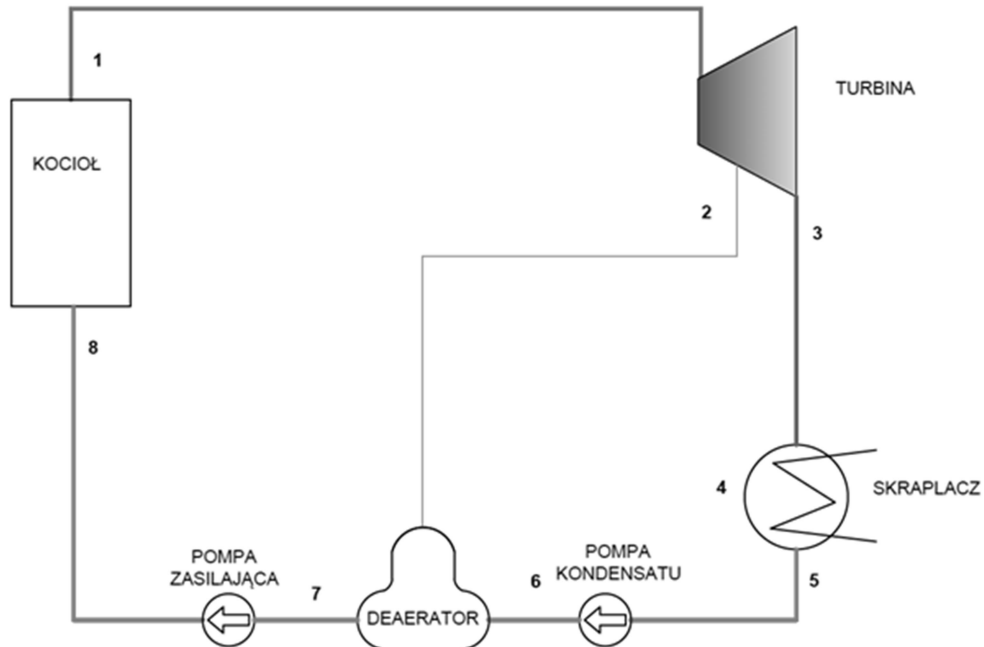 1
TURBINA
KOCIOŁ
2
3
8
4
SKRAPLACZ
POMPA
ZASILAJĄCA
7
DEAERATOR
6
POMPA
KONDENSATU
5